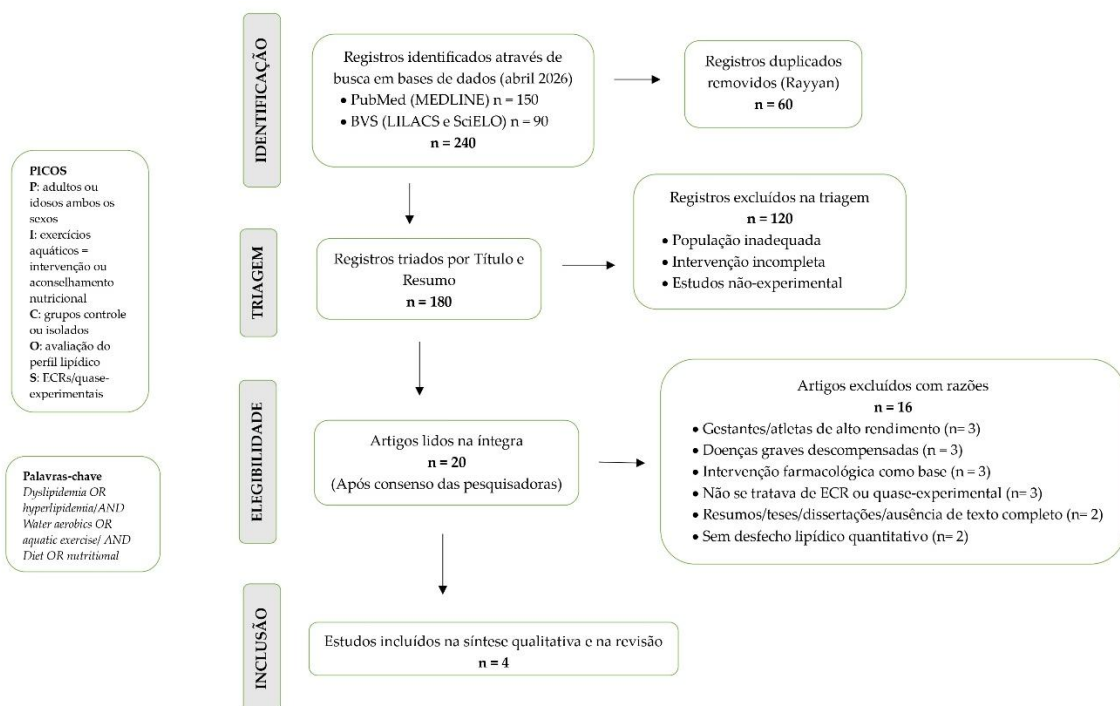 IDENTIFICAÇÃO
Registros identificados através de
busca em bases de dados (abril 2026)
• PubMed (MEDLINE) n = 150
• BVS (LILACS e SciELO) n = 90
n = 240
Registros duplicados
removidos (Rayyan)
n = 60
PICOS
P: adultos ou
idosos ambos os
sexos
I: exercícios
aquáticos =
intervenção ou
aconselhamento
nutricional
C: grupos controle
ou isolados
O: avaliação do
perfil lipídico
S: ECRs/quase-
experimentais
TRIAGEM
Registros triados por Título e
Resumo
n = 180
Registros excluídos na triagem
n = 120
• População inadequada
• Intervenção incompleta
• Estudos não-experimental
Palavras-chave
Dyslipidemia OR
hyperlipidemia/AND
Water aerobics OR
aquatic exercise/ AND
Diet OR nutritional
ELEGIBILIDADE
Artigos lidos na íntegra
n = 20
(Após consenso das pesquisadoras)
Artigos excluídos com razões
n = 16
• Gestantes/atletas de alto rendimento (n= 3)
• Doenças graves descompensadas (n= 3)
• Intervenção farmacológica como base (n= 3)
• Não se tratava de ECR ou quase-experimental (n= 3)
• Resumos/teses/dissertações/ausência de texto completo (n= 2)
• Sem desfecho lipídico quantitativo (n= 2)
INCLUSÃO
Estudos incluídos na síntese qualitativa e na revisão
n = 4